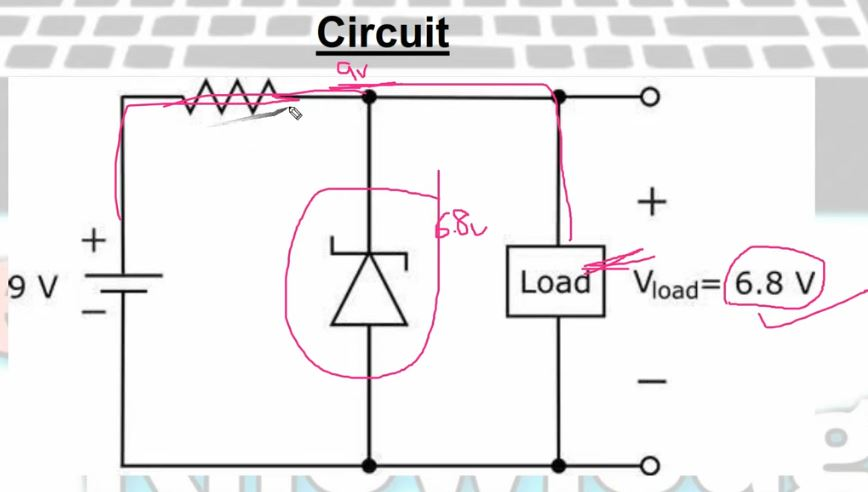 Circuit
9v
6.8v
+
+
9 V
Load
Vload= 6.8 V
−
−